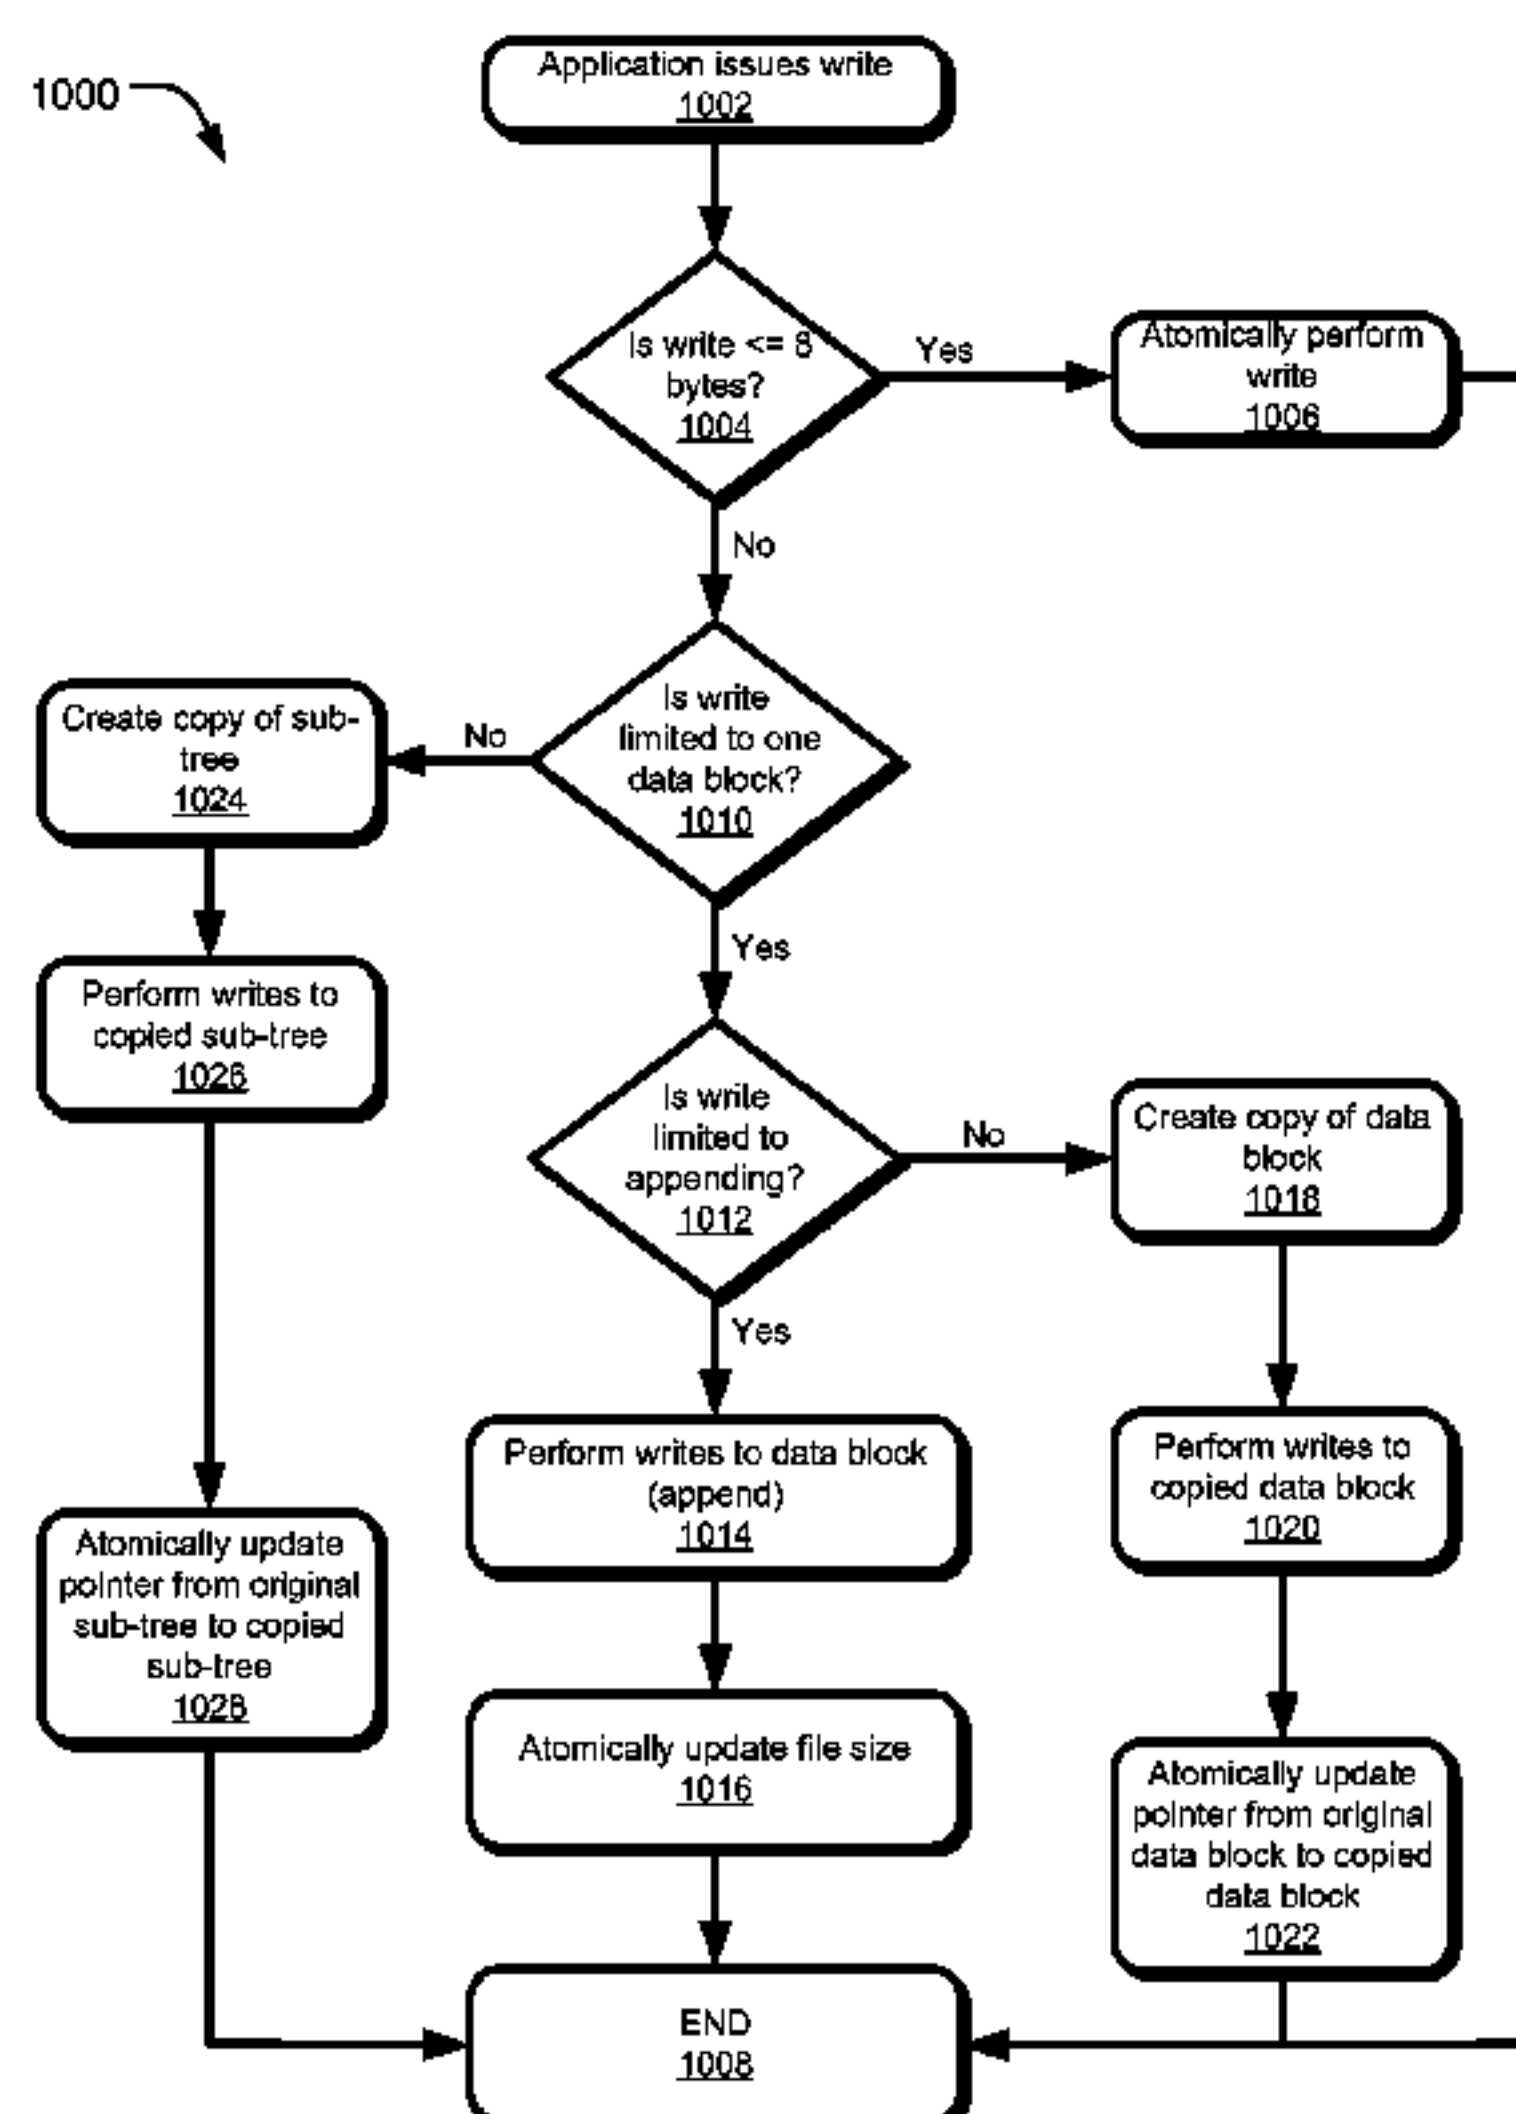 1000
Application issues write
1002
Is write <= 8
bytes?
1004
Yes
Atomically perform
write
1006
No
Is write
limited to one
data block?
1010
No
Create copy of sub-
tree
1024
Yes
Perform writes to
copied sub-tree
1026
Is write
limited to
appending?
1012
No
Create copy of data
block
1018
Yes
Perform writes to data block
(append)
1014
Perform writes to
copied data block
1020
Atomically update
pointer from original
sub-tree to copied
sub-tree
1028
Atomically update file size
1016
Atomically update
pointer from original
data block to copied
data block
1022
END
1008